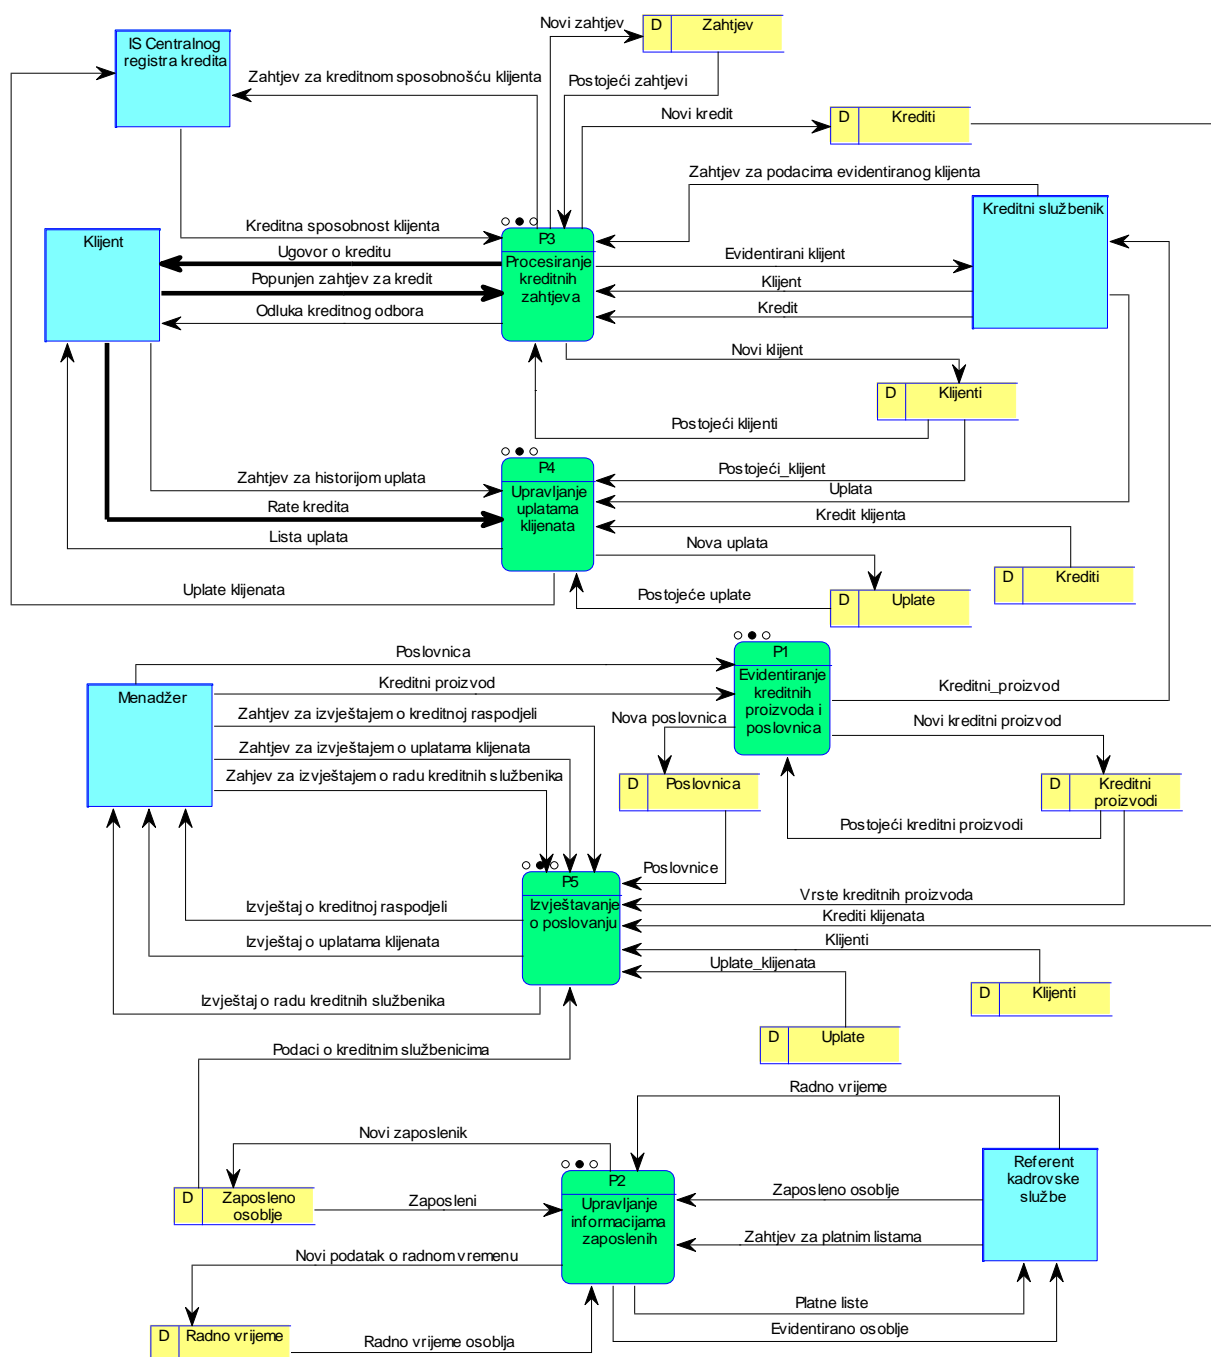 Novi zahtjev
D
Zahtjev
IS Centralnog
registra kredita
Zahtjev za kreditnom sposobnošću klijenta
Postojeći zahtjevi
Novi kredit
D
Krediti
Zahtjev za podacima evidentiranog klijenta
Kreditni službenik
Kreditna sposobnost klijenta
Klijent
P3
Procesiranje
kreditnih
zahtjeva
Ugovor o kreditu
Evidentirani klijent
Popunjen zahtjev za kredit
Klijent
Odluka kreditnog odbora
Kredit
Novi klijent
D
Klijenti
Postojeći klijenti
P4
Upravljanje
uplatama
klijenata
Postojeći_klijent
Zahtjev za historijom uplata
Uplata
Rate kredita
Kredit klijenta
Lista uplata
Nova uplata
D
Krediti
Uplate klijenata
Postojeće uplate
D
Uplate
P1
Evidentiranje
kreditnih
proizvoda i
poslovnica
Poslovnica
Menadžer
Kreditni proizvod
Kreditni_proizvod
Zahtjev za izvještajem o kreditnoj raspodjeli
Nova poslovnica
Novi kreditni proizvod
Zahtjev za izvještajem o uplatama klijenata
Zahjev za izvještajem o radu kreditnih službenika
D
Poslovnica
D
Kreditni
proizvodi
Postojeći kreditni proizvodi
Poslovnice
P5
Izvještavanje
o poslovanju
Vrste kreditnih proizvoda
Izvještaj o kreditnoj raspodjeli
Krediti klijenata
Izvještaj o uplatama klijenata
Klijenti
Uplate_klijenata
D
Klijenti
Izvještaj o radu kreditnih službenika
D
Uplate
Podaci o kreditnim službenicima
Radno vrijeme
Novi zaposlenik
Referent
kadrovske
službe
P2
Upravljanje
informacijama
zaposlenih
D
Zaposleno
osoblje
Zaposleni
Zaposleno osoblje
Zahtjev za platnim listama
Novi podatak o radnom vremenu
Platne liste
D
Radno vrijeme
Radno vrijeme osoblja
Evidentirano osoblje